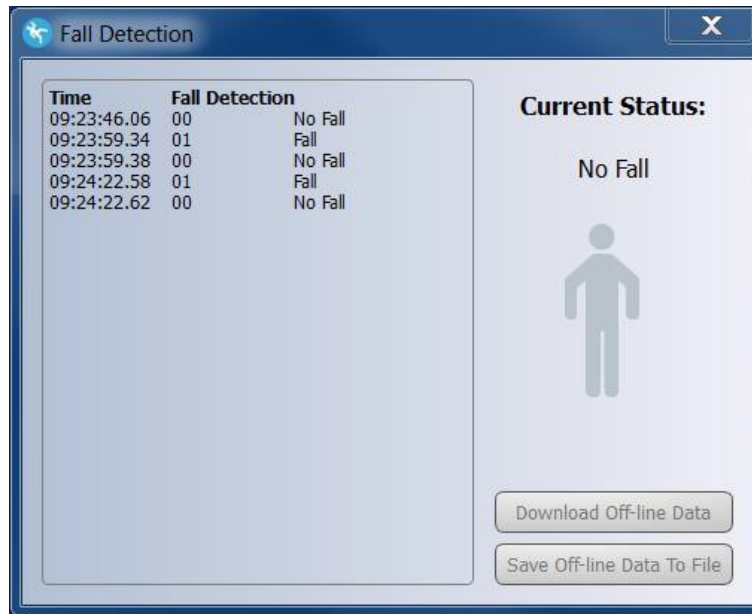 Fall Detection
X
Time Fall Detection
09:23:46.06 00 No Fall
09:23:59.34 01 Fall
09:23:59.38 00 No Fall
09:24:22.58 01 Fall
09:24:22.62 00 No Fall
Current Status:
No Fall
Download Off-line Data
Save Off-line Data To File